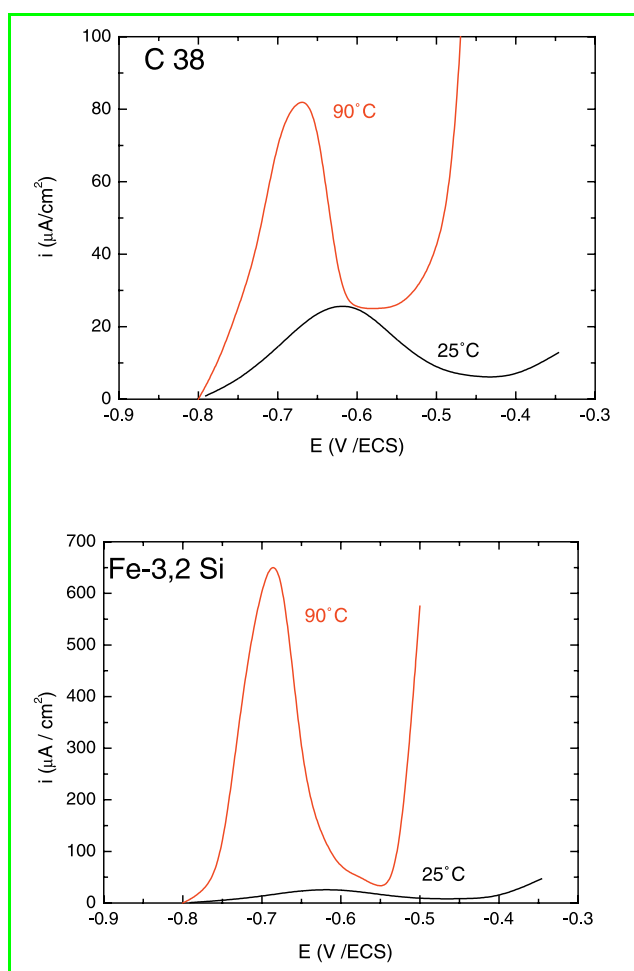 C 38
100
80
60
40
20
0
i (μA/cm²)
90°C
25°C
-0.9 -0.8 -0.7 -0.6 -0.5 -0.4 -0.3
E (V /ECS)
Fe-3,2 Si
700
600
500
400
300
200
100
0
i (μA / cm²)
90°C
25°C
-0.9 -0.8 -0.7 -0.6 -0.5 -0.4 -0.3
E (V /ECS)